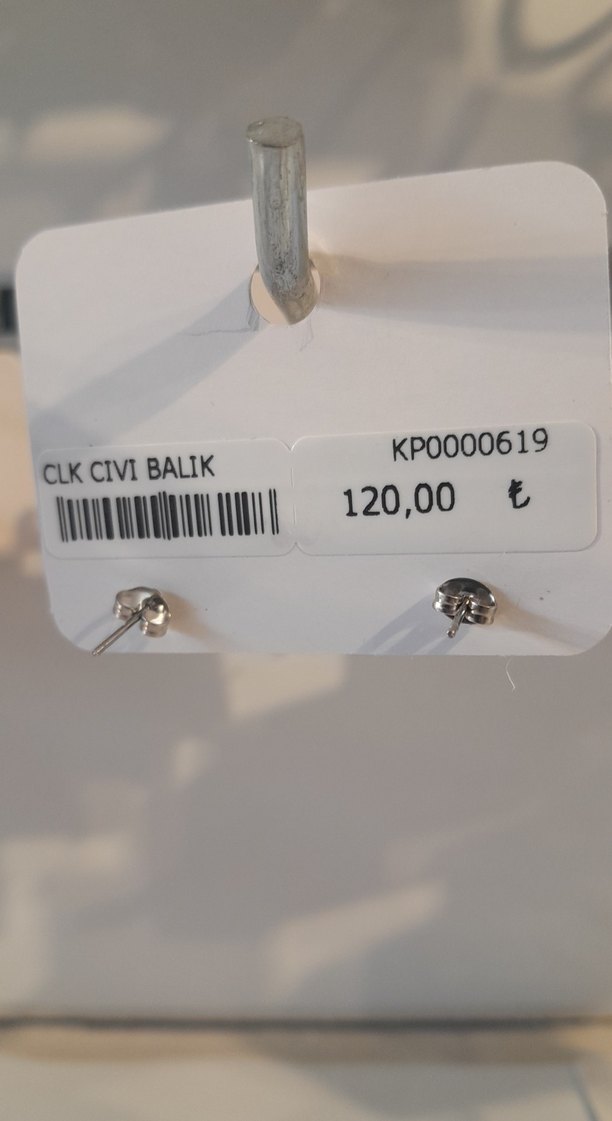 CLK CIVI BALIK
KP0000619
120,00 ₺